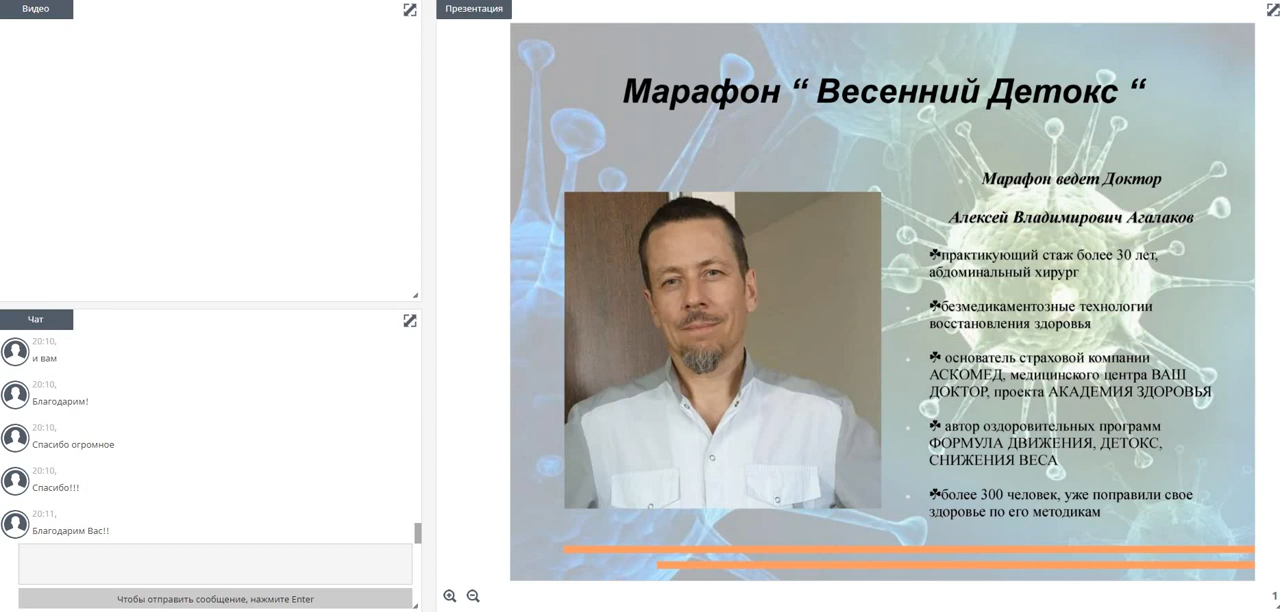 Видео
Чат
20:10,
и вам
20:10,
Благодарим!
20:10,
Спасибо огромное
20:10,
Спасибо!!!
20:11,
Благодарим Вас!!
Чтобы отправить сообщение, нажмите Enter
Презентация
Марафон “ Весенний Детокс “
Марафон ведет Доктор
Алексей Владимирович Агалаков
☘практикующий стаж более 30 лет,
абдоминальный хирург
☘безмедикаментозные технологии
восстановления здоровья
☘ основатель страховой компании
АСКОМЕД, медицинского центра ВАШ
ДОКТОР, проекта АКАДЕМИЯ ЗДОРОВЬЯ
☘ автор оздоровительных программ
ФОРМУЛА ДВИЖЕНИЯ, ДЕТОКС,
СНИЖЕНИЯ ВЕСА
☘более 300 человек, уже поправили свое
здоровье по его методикам
1